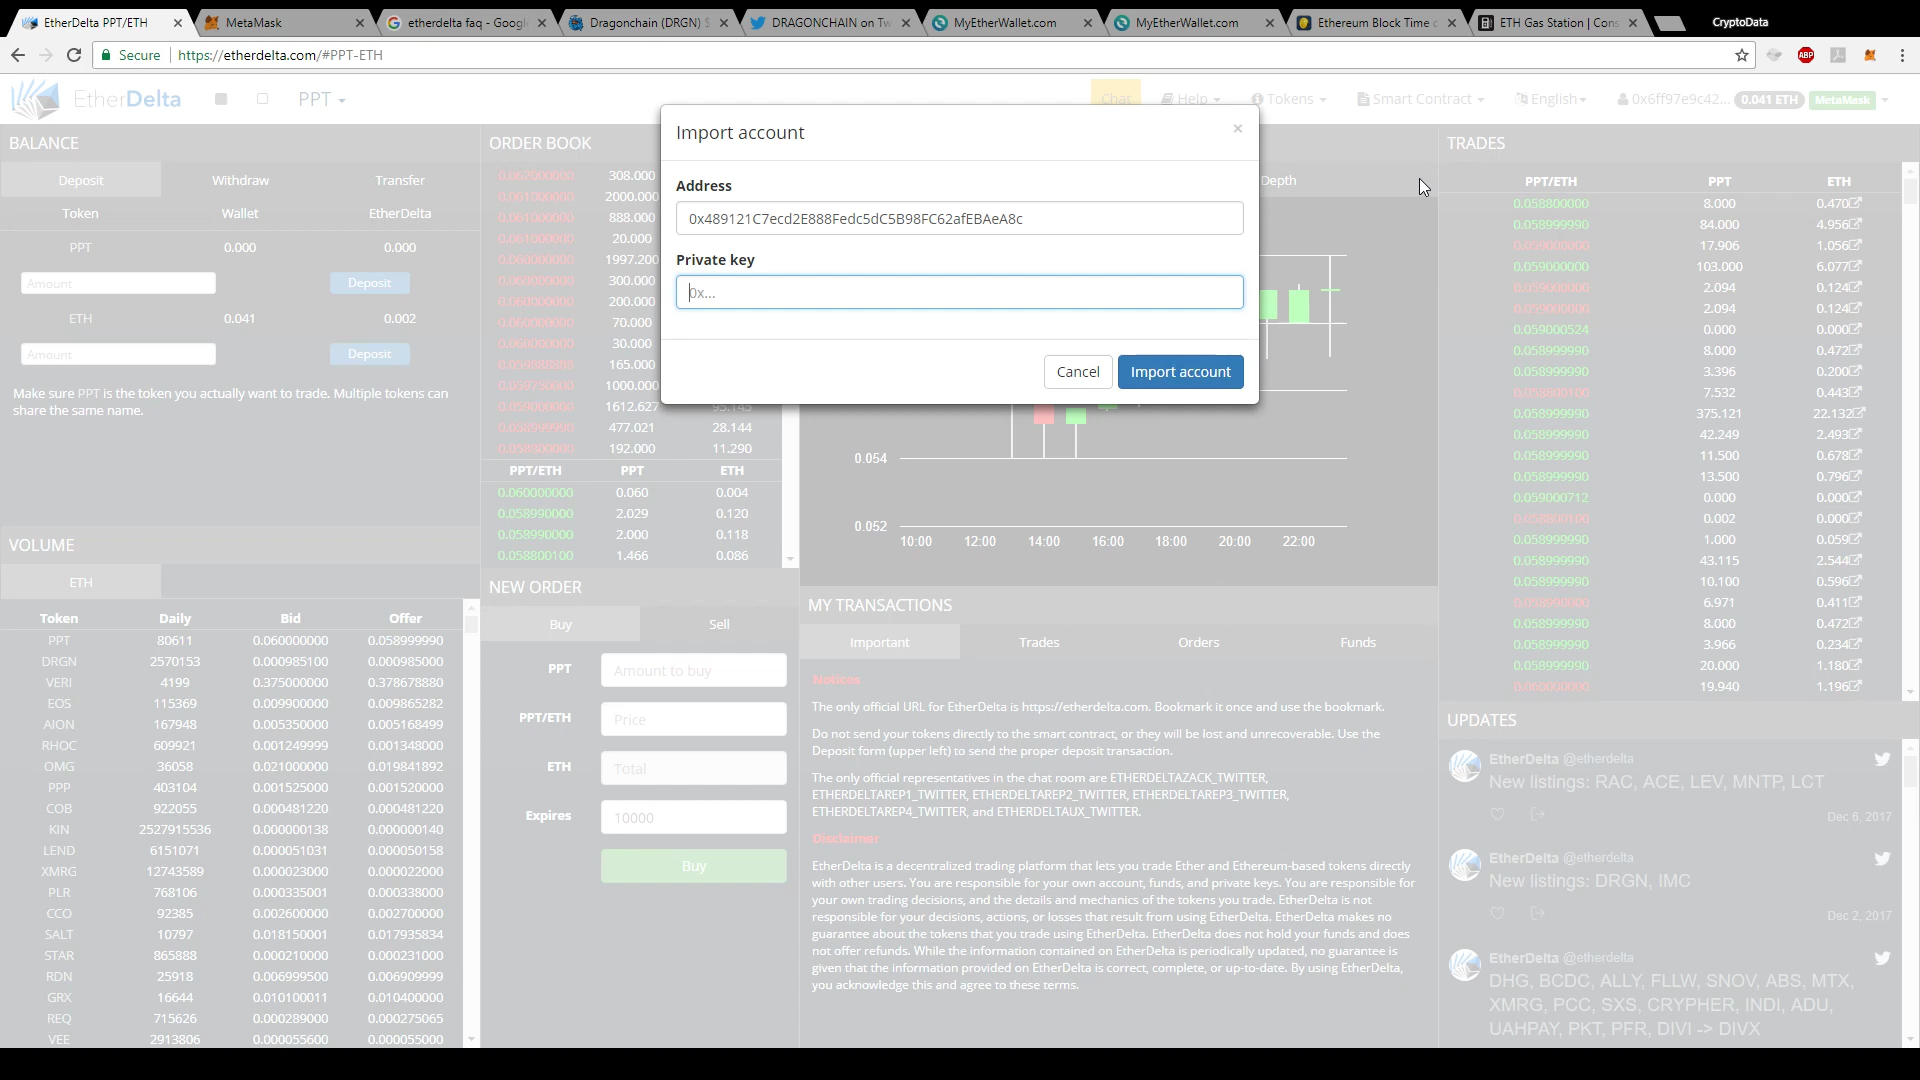 EtherDelta PPT/ETH
MetaMask
etherdelta faq - Google
Dragonchain (DRGN) $
DRAGONCHAIN on Tw
MyEtherWallet.com
MyEtherWallet.com
Ethereum Block Time
ETH Gas Station | Cons
CryptoData
Secure
https://etherdelta.com/#PPT-ETH
ABP
EtherDelta
PPT
Chat
Help
Tokens
Smart Contract
English
0x6ff97e9c42...
0.041 ETH
MetaMask
BALANCE
Deposit Withdraw Transfer
Token Wallet EtherDelta
PPT 0.000 0.000
Amount Deposit
ETH 0.041 0.002
Amount Deposit
Make sure PPT is the token you actually want to trade. Multiple tokens can
share the same name.
VOLUME
ETH
Token Daily Bid Offer
PPT 80611 0.060000000 0.058999990
DRGN 2570153 0.000985100 0.000985000
VERI 4199 0.375000000 0.378678880
EOS 115369 0.009900000 0.009865282
AION 167948 0.005350000 0.005168499
RHOC 609921 0.001249999 0.001348000
OMG 36058 0.021000000 0.019841892
PPP 403104 0.001525000 0.001520000
COB 922055 0.000481220 0.000481220
KIN 2527915536 0.000000138 0.000000140
LEND 6151071 0.000051031 0.000050158
XMRG 12743589 0.000023000 0.000022000
PLR 768106 0.000335001 0.000338000
CCO 92385 0.002600000 0.002700000
SALT 10797 0.018150001 0.017935834
STAR 865888 0.000210000 0.000231000
RDN 25918 0.006999500 0.006909999
GRX 16644 0.010100011 0.010400000
REQ 715626 0.000289000 0.000275065
VEE 2913806 0.000055600 0.000055000
ORDER BOOK
0.062000000 308.000
0.061000000 2000.000
0.061000000 888.000
0.061000000 20.000
0.060000000 1997.200
0.060000000 300.000
0.060000000 200.000
0.060000000 70.000
0.060000000 30.000
165.000
1000.000
0.059000000 1612.627 95.145
0.058999990 477.021 28.144
0.058800000 192.000 11.290
PPT/ETH PPT ETH
0.060000000 0.060 0.004
0.058990000 2.029 0.120
0.058990000 2.000 0.118
0.058800100 1.466 0.086
NEW ORDER
Buy Sell
PPT Amount to buy
PPT/ETH Price
ETH Total
Expires 10000
Buy
Import account
×
Address
0x489121C7ecd2E888Fedc5dC5B98FC62afEBAeA8c
Private key
0x...
Cancel
Import account
Depth
0.054
0.052
10:00 12:00 14:00 16:00 18:00 20:00 22:00
MY TRANSACTIONS
Important Trades Orders Funds
Notices
The only official URL for EtherDelta is https://etherdelta.com. Bookmark it once and use the bookmark.
Do not send your tokens directly to the smart contract, or they will be lost and unrecoverable. Use the
Deposit form (upper left) to send the proper deposit transaction.
The only official representatives in the chat room are ETHERDELTAZACK_TWITTER,
ETHERDELTAREP1_TWITTER, ETHERDELTAREP2_TWITTER, ETHERDELTAREP3_TWITTER,
ETHERDELTAREP4_TWITTER, and ETHERDELTAUX_TWITTER.
Disclaimer
EtherDelta is a decentralized trading platform that lets you trade Ether and Ethereum-based tokens directly
with other users. You are responsible for your own account, funds, and private keys. You are responsible for
your own trading decisions, and the details and mechanics of the tokens you trade. EtherDelta is not
responsible for your decisions, actions, or losses that result from using EtherDelta. EtherDelta makes no
guarantee about the tokens that you trade using EtherDelta. EtherDelta does not hold your funds and does
not offer refunds. While the information contained on EtherDelta is periodically updated, no guarantee is
given that the information provided on EtherDelta is correct, complete, or up-to-date. By using EtherDelta,
you acknowledge this and agree to these terms.
TRADES
PPT/ETH PPT ETH
0.058800000 8.000 0.470
0.058999990 84.000 4.956
0.059000000 17.906 1.056
0.059000000 103.000 6.077
0.059000000 2.094 0.124
0.059000000 2.094 0.124
0.059000524 0.000 0.000
0.058999990 8.000 0.472
0.058999990 3.396 0.200
0.058800100 7.532 0.443
0.058999990 375.121 22.132
0.058999990 42.249 2.493
0.058999990 11.500 0.678
0.058999990 13.500 0.796
0.059000712 0.000 0.000
0.058800100 0.002 0.000
0.058999990 1.000 0.059
0.058999990 43.115 2.544
0.058999990 10.100 0.596
0.058990000 6.971 0.411
0.058999990 8.000 0.472
0.058999990 3.966 0.234
0.058999990 20.000 1.180
0.060000000 19.940 1.196
UPDATES
EtherDelta @etherdelta
New listings: RAC, ACE, LEV, MNTP, LCT
Dec 6, 2017
EtherDelta @etherdelta
New listings: DRGN, IMC
Dec 2, 2017
EtherDelta @etherdelta
DHG, BCDC, ALLY, FLLW, SNOV, ABS, MTX,
XMRG, PCC, SXS, CRYPHER, INDI, ADU,
UAHPAY, PKT, PFR, DIVI -> DIVX